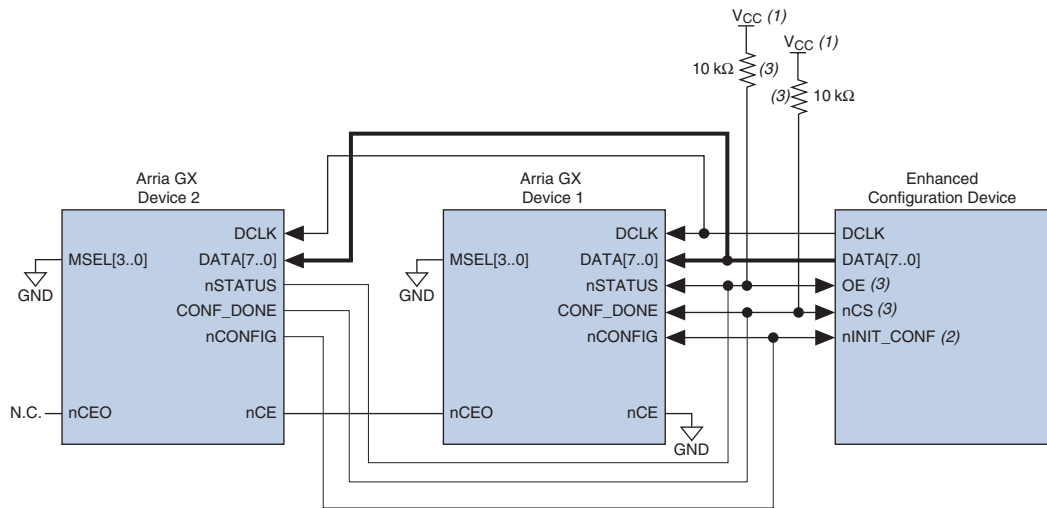 VCC (1)
VCC (1)
10 kΩ
(3)
(3)
10 kΩ
Arria GX
Device 2
Arria GX
Device 1
Enhanced
Configuration Device
DCLK
MSEL[3..0]
DATA[7..0]
nSTATUS
CONF_DONE
nCONFIG
GND
N.C.
nCEO
nCE
DCLK
MSEL[3..0]
DATA[7..0]
nSTATUS
CONF_DONE
nCONFIG
GND
nCEO
nCE
GND
DCLK
DATA[7..0]
OE (3)
nCS (3)
nINIT_CONF (2)